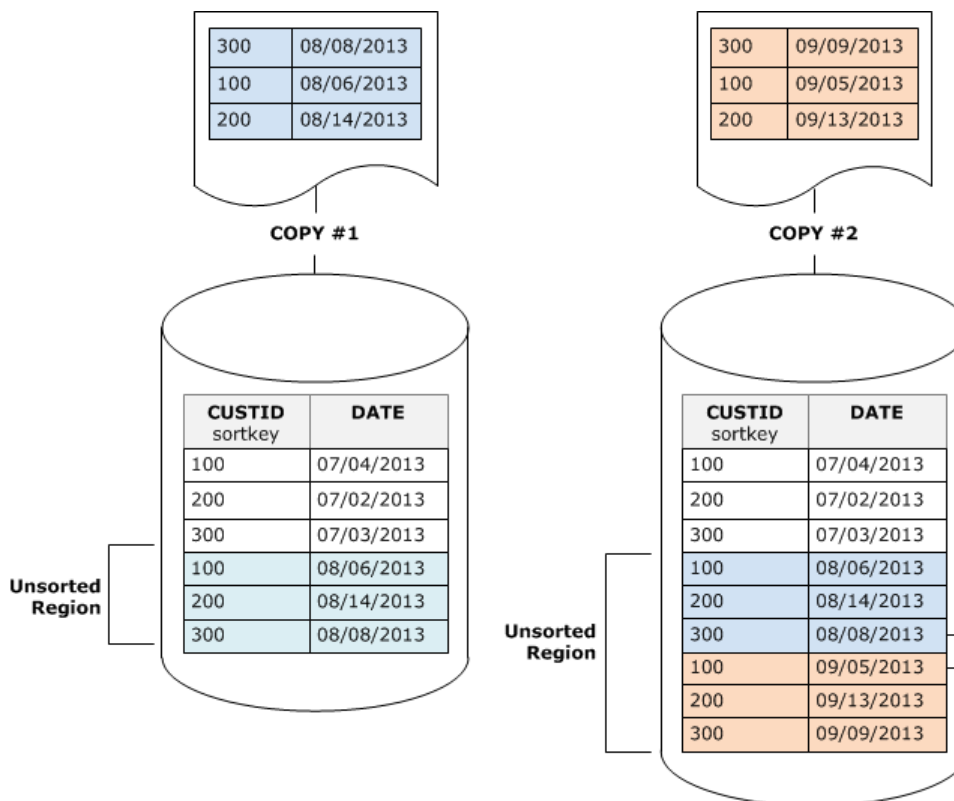 300 08/08/2013
100 08/06/2013
200 08/14/2013
COPY #1
CUSTID DATE
sortkey
100 07/04/2013
200 07/02/2013
300 07/03/2013
100 08/06/2013
200 08/14/2013
300 08/08/2013
Unsorted
Region
300 09/09/2013
100 09/05/2013
200 09/13/2013
COPY #2
CUSTID DATE
sortkey
100 07/04/2013
200 07/02/2013
300 07/03/2013
100 08/06/2013
200 08/14/2013
300 08/08/2013
100 09/05/2013
200 09/13/2013
300 09/09/2013
Unsorted
Region